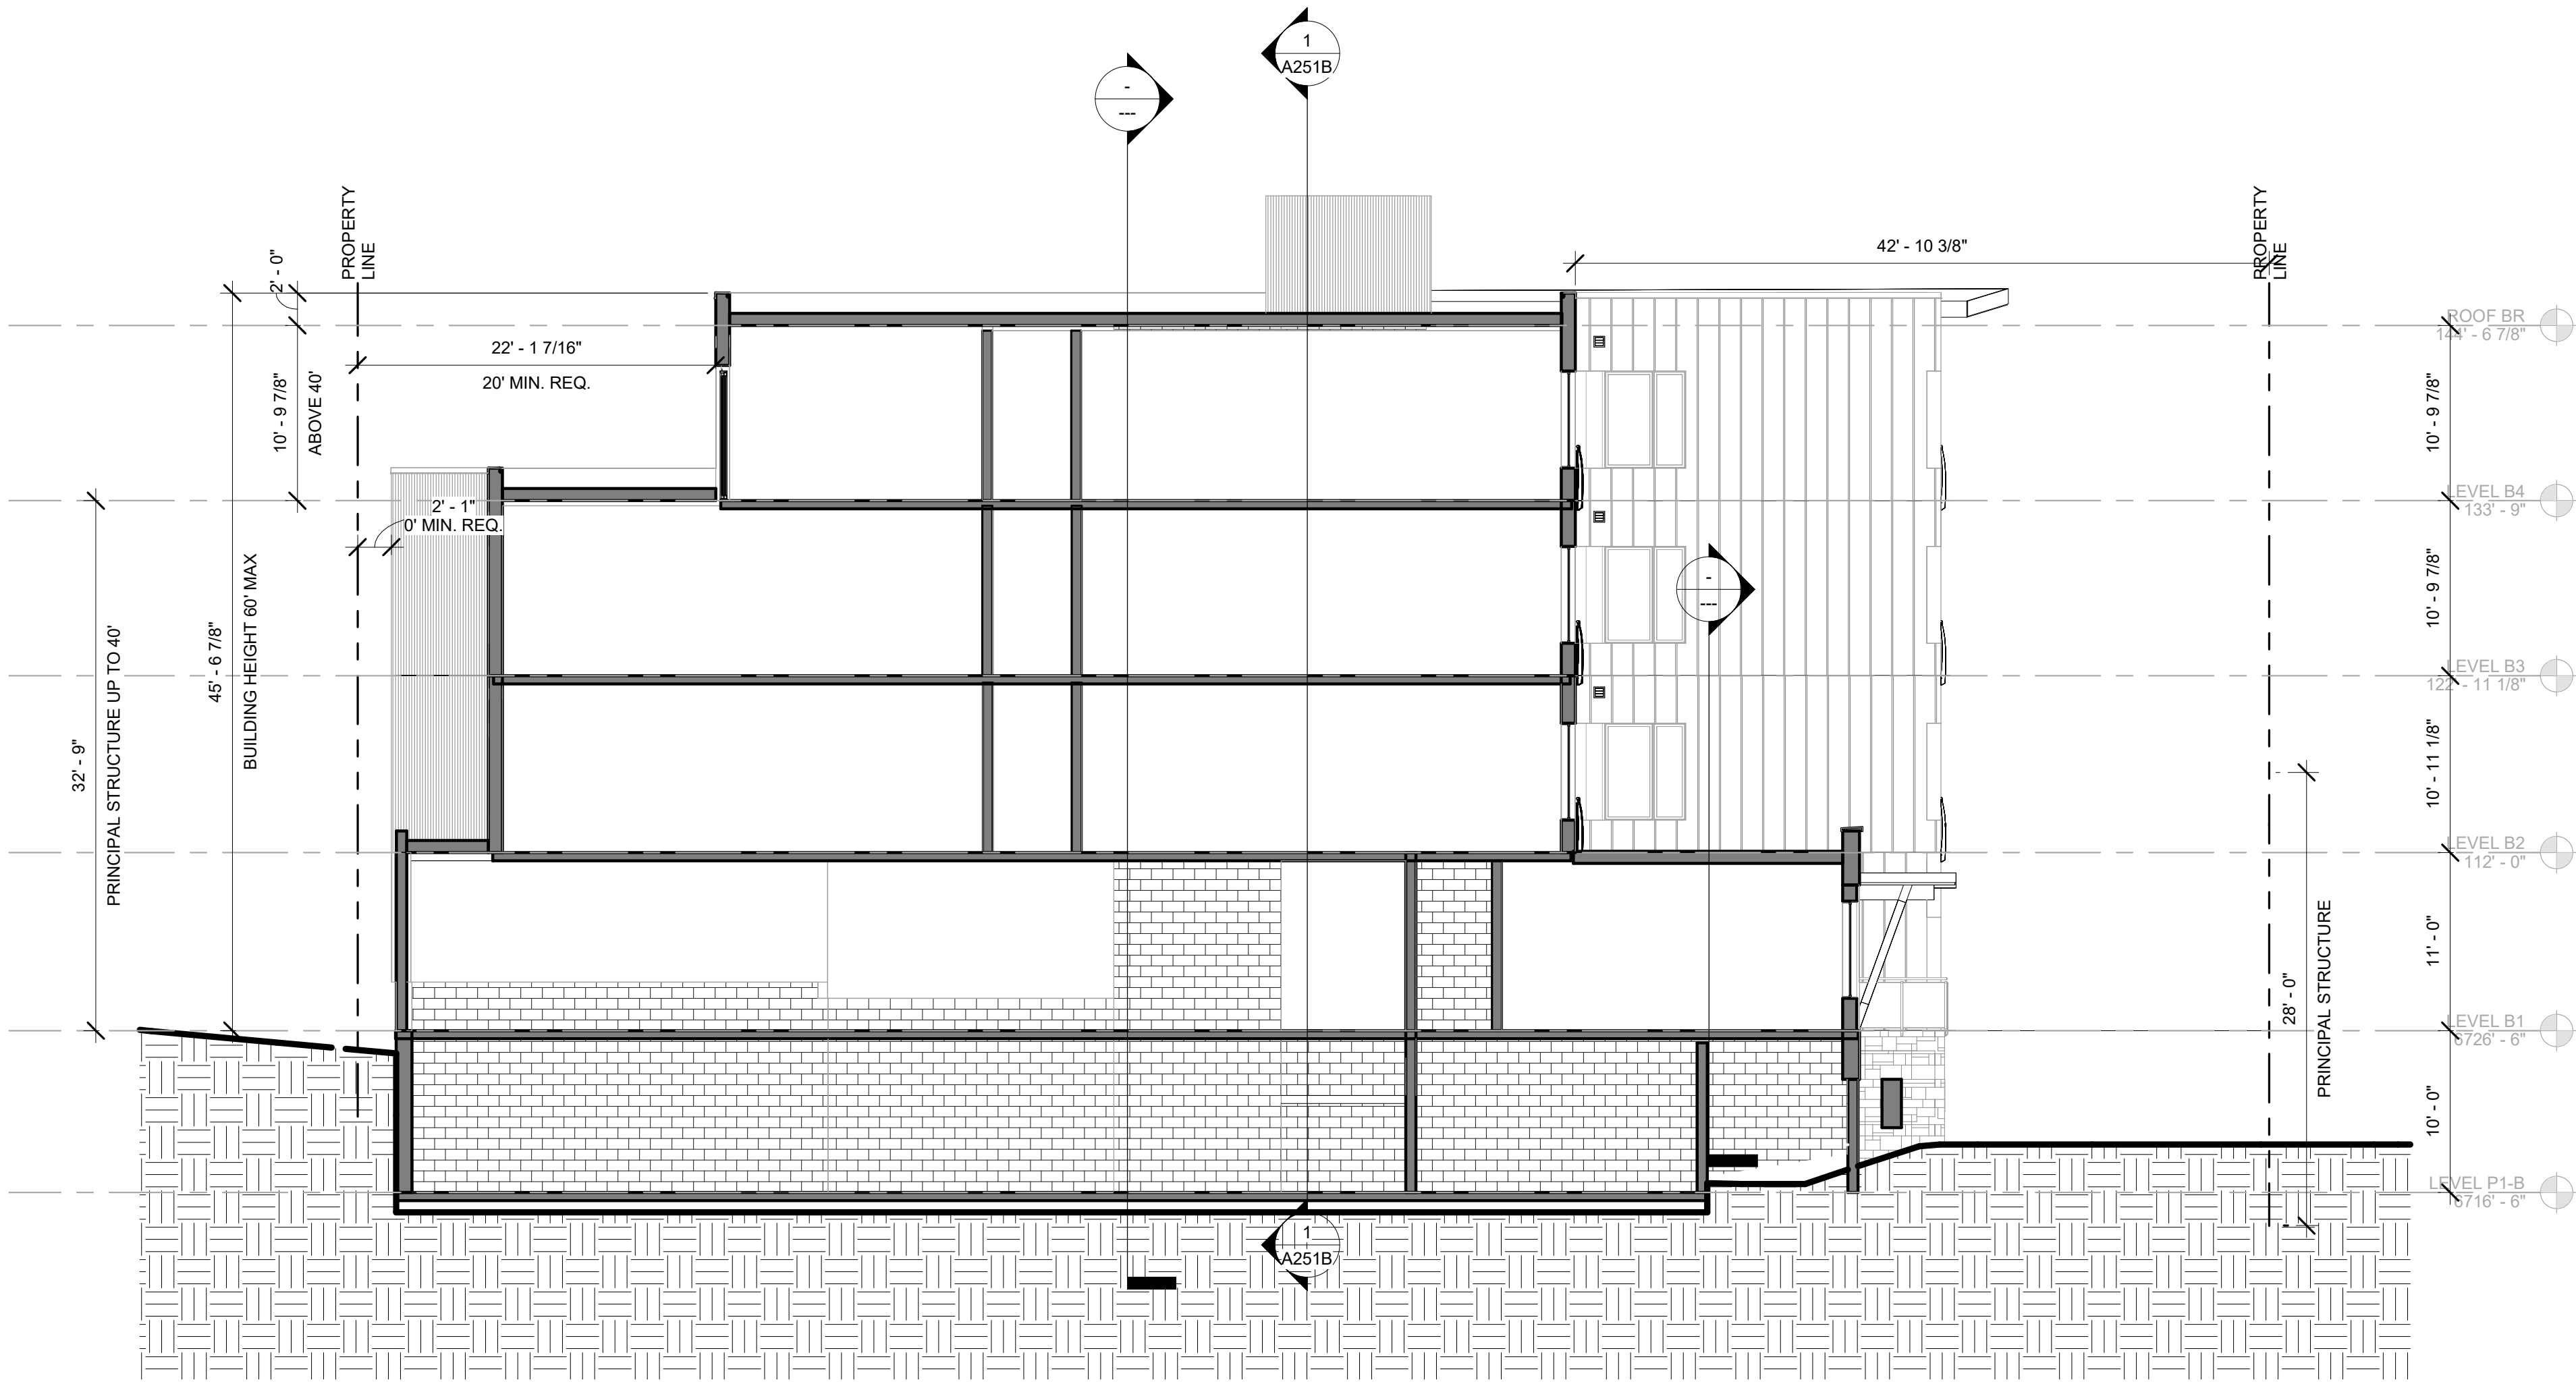 1
A251B
-
---
PROPERTY
LINE
PROPERTY
LINE
2' - 0"
42' - 10 3/8"
22' - 1 7/16"
20' MIN. REQ.
10' - 9 7/8"
ABOVE 40'
2' - 1"
0' MIN. REQ.
45' - 6 7/8"
BUILDING HEIGHT 60' MAX
32' - 9"
PRINCIPAL STRUCTURE UP TO 40'
-
---
ROOF BR
144' - 6 7/8"
10' - 9 7/8"
LEVEL B4
133' - 9"
10' - 9 7/8"
LEVEL B3
122' - 11 1/8"
10' - 11 1/8"
LEVEL B2
112' - 0"
11' - 0"
LEVEL B1
6726' - 6"
28' - 0"
PRINCIPAL STRUCTURE
10' - 0"
LEVEL P1-B
6716' - 6"
1
A251B